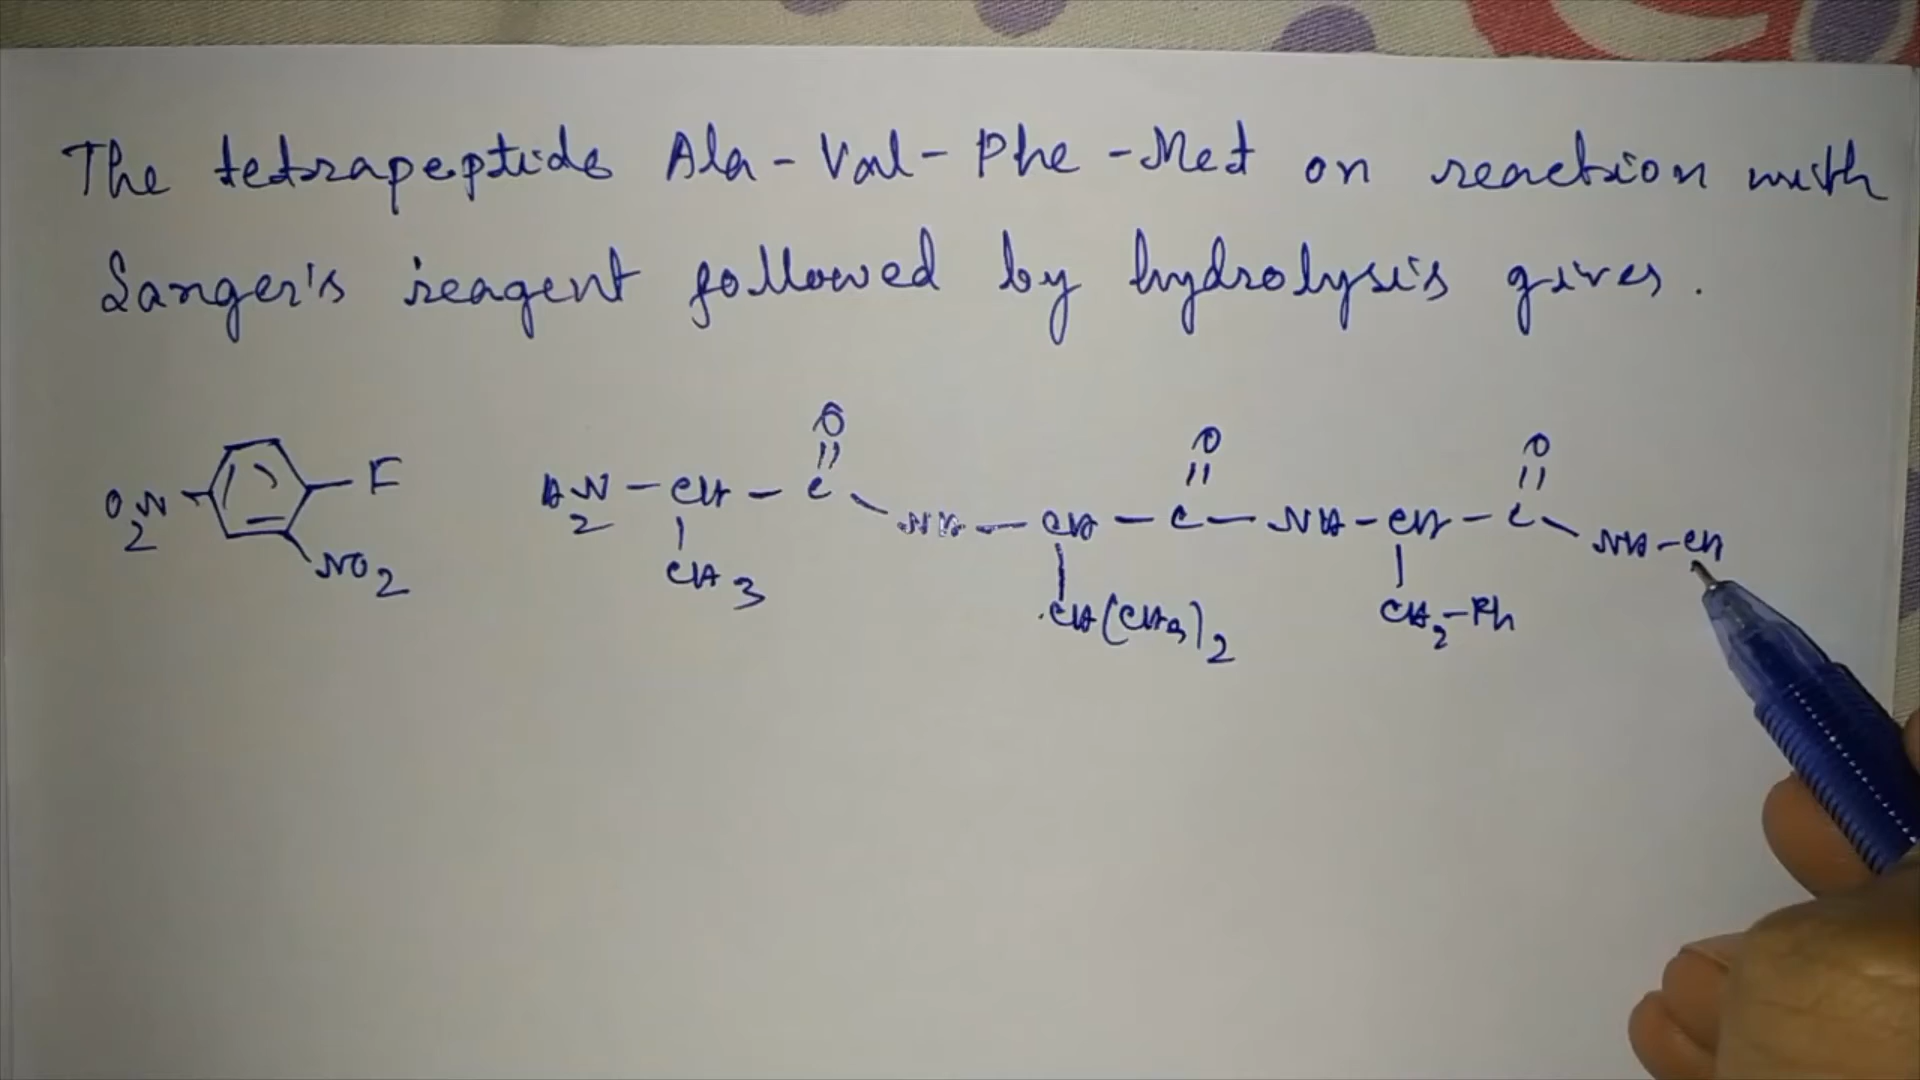 The tetrapeptide Ala-Val-Phe-Met on reaction with
Sanger's reagent followed by hydrolysis gives.
O O O
O2N F H2N-CH-C NH-CH-C-NH-CH-C NH-CH
NO2 CH3 CH(CH3)2 CH2-Ph